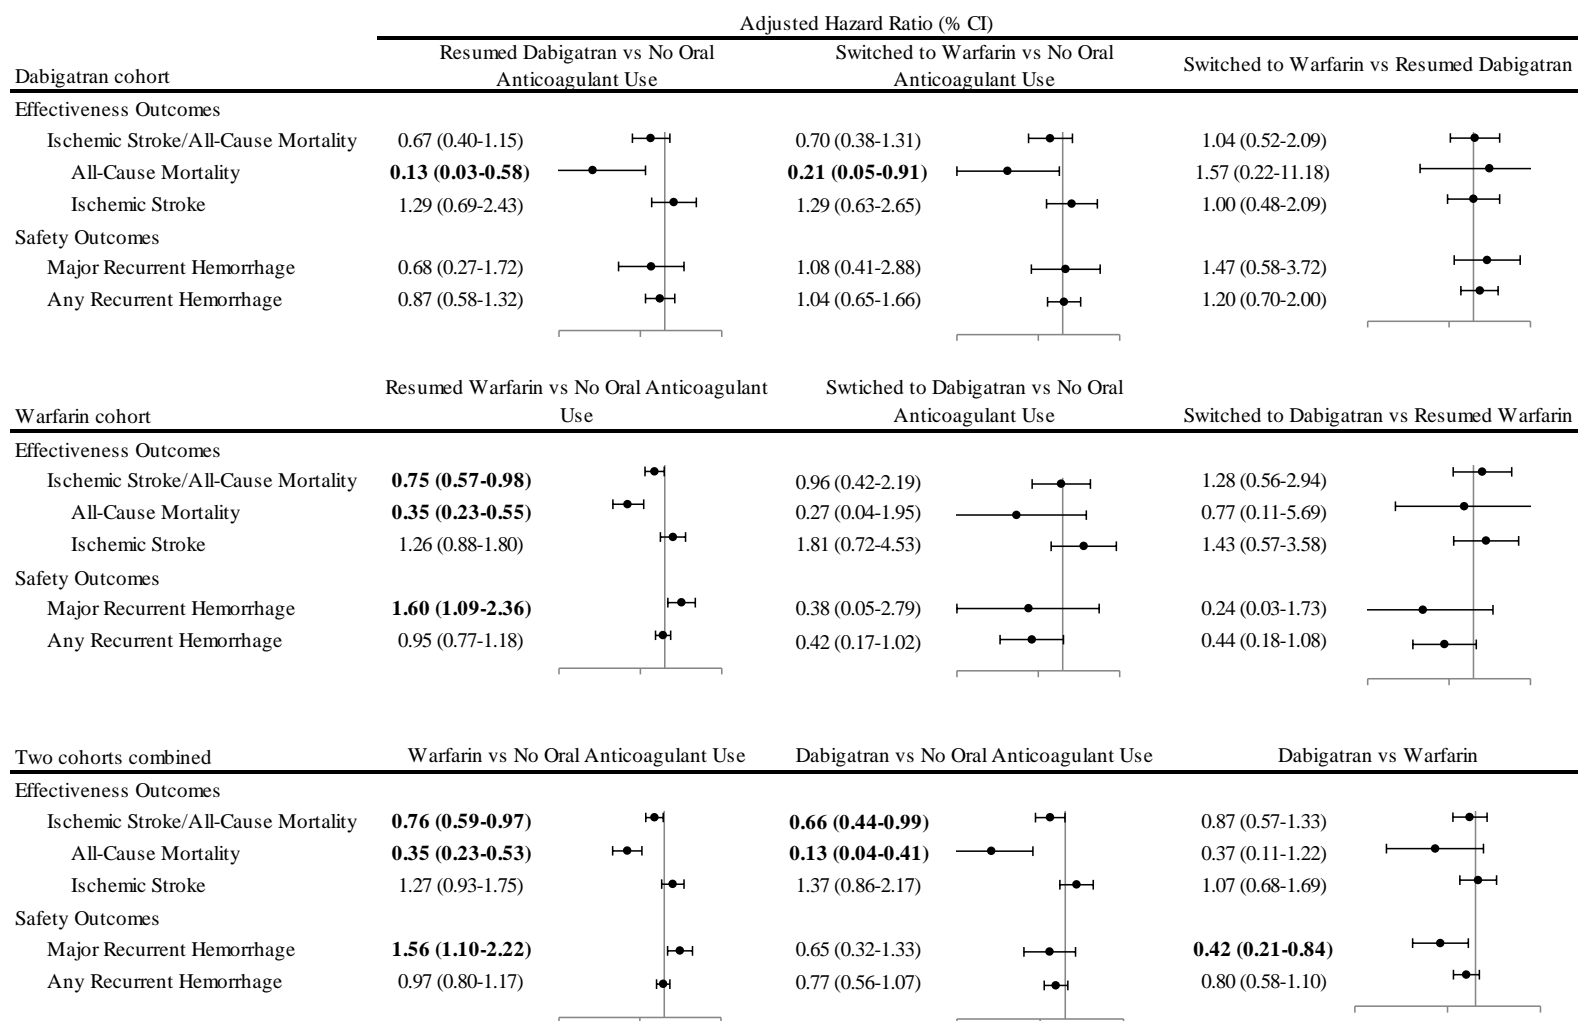 Adjusted Hazard Ratio (% CI)
Dabigatran cohort
Resumed Dabigatran vs No Oral
Anticoagulant Use
Switched to Warfarin vs No Oral
Anticoagulant Use
Switched to Warfarin vs Resumed Dabigatran
Effectiveness Outcomes
Ischemic Stroke/All-Cause Mortality 0.67 (0.40-1.15) 0.70 (0.38-1.31) 1.04 (0.52-2.09)
All-Cause Mortality 0.13 (0.03-0.58) 0.21 (0.05-0.91) 1.57 (0.22-11.18)
Ischemic Stroke 1.29 (0.69-2.43) 1.29 (0.63-2.65) 1.00 (0.48-2.09)
Safety Outcomes
Major Recurrent Hemorrhage 0.68 (0.27-1.72) 1.08 (0.41-2.88) 1.47 (0.58-3.72)
Any Recurrent Hemorrhage 0.87 (0.58-1.32) 1.04 (0.65-1.66) 1.20 (0.70-2.00)
Warfarin cohort
Resumed Warfarin vs No Oral Anticoagulant
Use
Swtiched to Dabigatran vs No Oral
Anticoagulant Use
Switched to Dabigatran vs Resumed Warfarin
Effectiveness Outcomes
Ischemic Stroke/All-Cause Mortality 0.75 (0.57-0.98) 0.96 (0.42-2.19) 1.28 (0.56-2.94)
All-Cause Mortality 0.35 (0.23-0.55) 0.27 (0.04-1.95) 0.77 (0.11-5.69)
Ischemic Stroke 1.26 (0.88-1.80) 1.81 (0.72-4.53) 1.43 (0.57-3.58)
Safety Outcomes
Major Recurrent Hemorrhage 1.60 (1.09-2.36) 0.38 (0.05-2.79) 0.24 (0.03-1.73)
Any Recurrent Hemorrhage 0.95 (0.77-1.18) 0.42 (0.17-1.02) 0.44 (0.18-1.08)
Two cohorts combined Warfarin vs No Oral Anticoagulant Use Dabigatran vs No Oral Anticoagulant Use Dabigatran vs Warfarin
Effectiveness Outcomes
Ischemic Stroke/All-Cause Mortality 0.76 (0.59-0.97) 0.66 (0.44-0.99) 0.87 (0.57-1.33)
All-Cause Mortality 0.35 (0.23-0.53) 0.13 (0.04-0.41) 0.37 (0.11-1.22)
Ischemic Stroke 1.27 (0.93-1.75) 1.37 (0.86-2.17) 1.07 (0.68-1.69)
Safety Outcomes
Major Recurrent Hemorrhage 1.56 (1.10-2.22) 0.65 (0.32-1.33) 0.42 (0.21-0.84)
Any Recurrent Hemorrhage 0.97 (0.80-1.17) 0.77 (0.56-1.07) 0.80 (0.58-1.10)